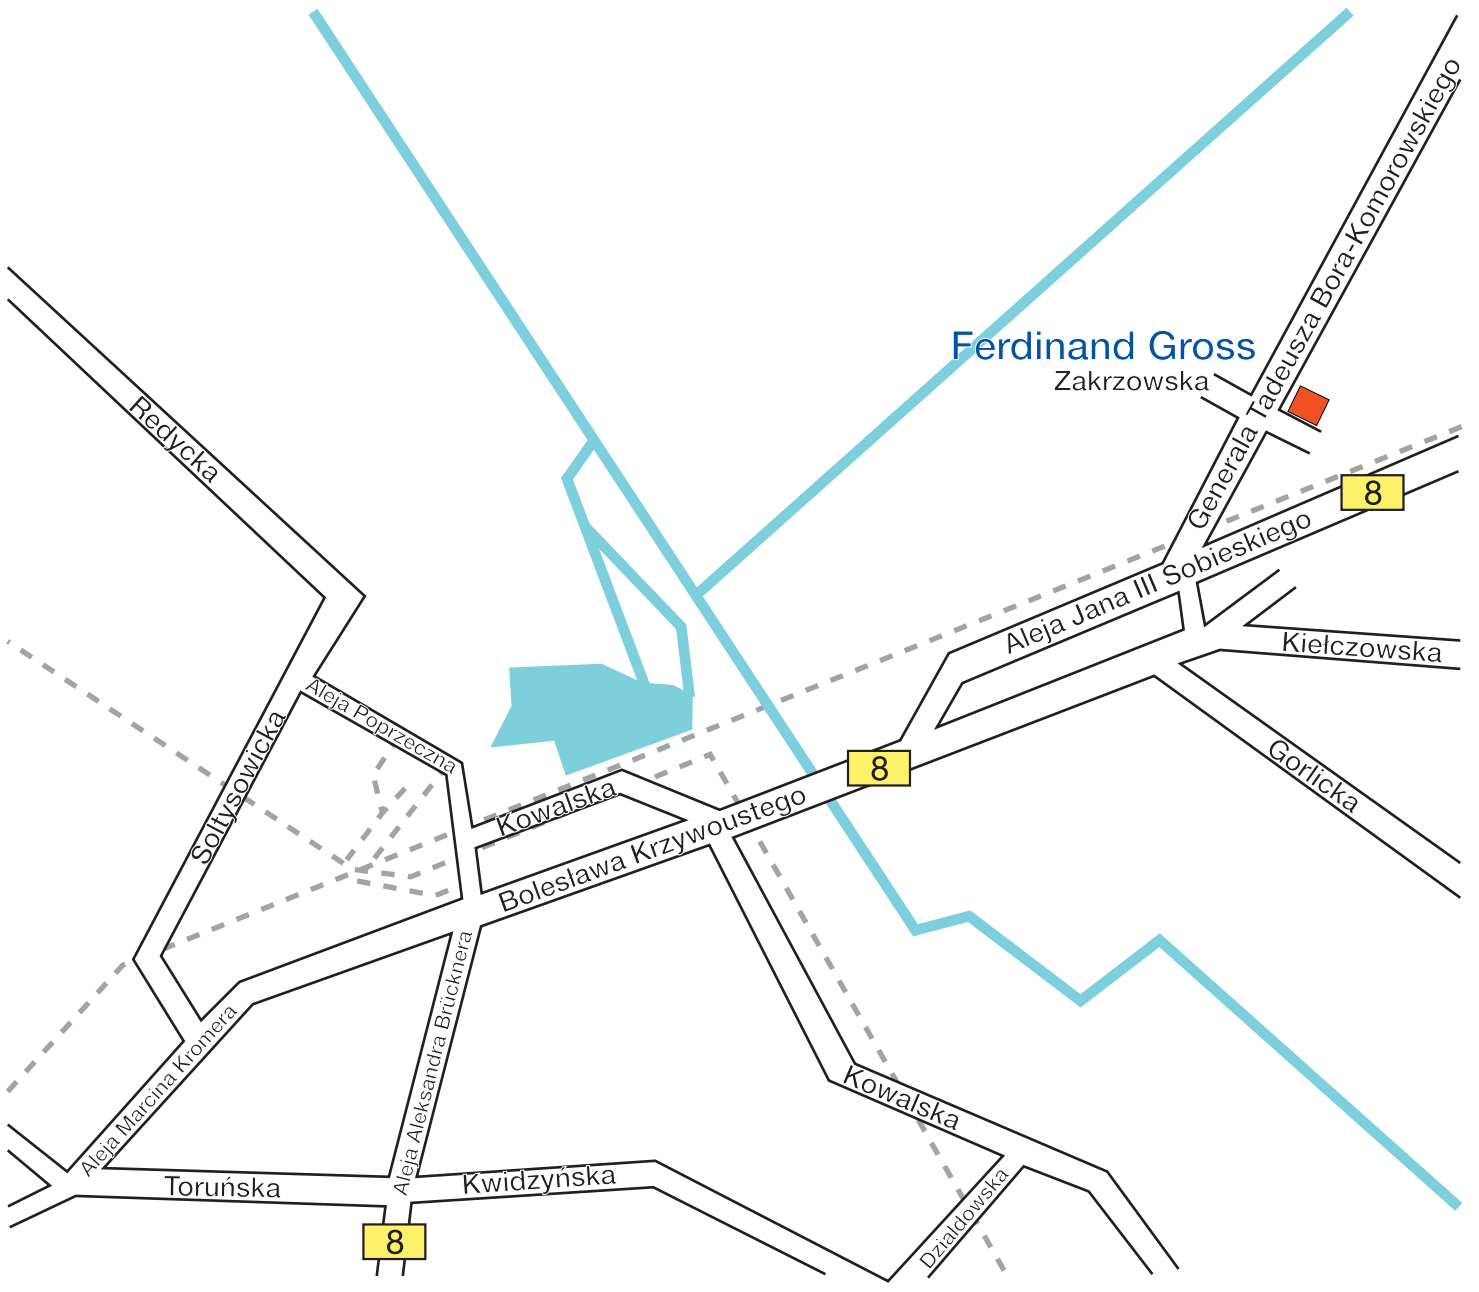 Generała Tadeusza Bora-Komorowskiego
Ferdinand Gross
Zakrzowska
Redycka
8
Aleja Jana III Sobieskiego
Kiełczowska
Aleja Poprzeczna
Sołtysowicka
Gorlicka
8
Kowalska
Bolesława Krzywoustego
Aleja Aleksandra Brücknera
Aleja Marcina Kromera
Kowalska
Toruńska
Kwidzyńska
Działdowska
8